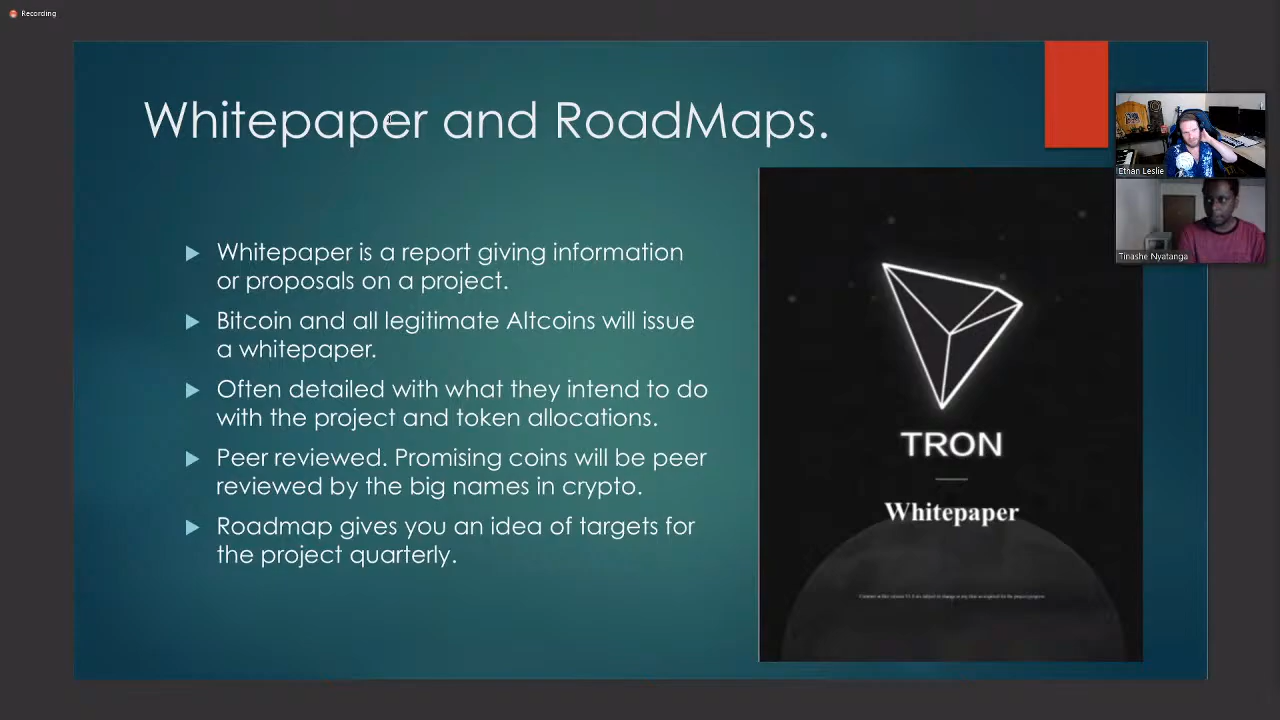 Recording
Whitepaper and RoadMaps.
Whitepaper is a report giving information
or proposals on a project.
Bitcoin and all legitimate Altcoins will issue
a whitepaper.
Often detailed with what they intend to do
with the project and token allocations.
Peer reviewed. Promising coins will be peer
reviewed by the big names in crypto.
Roadmap gives you an idea of targets for
the project quarterly.
TRON
Whitepaper
Ethan Leslie
Tinashe Nyatanga